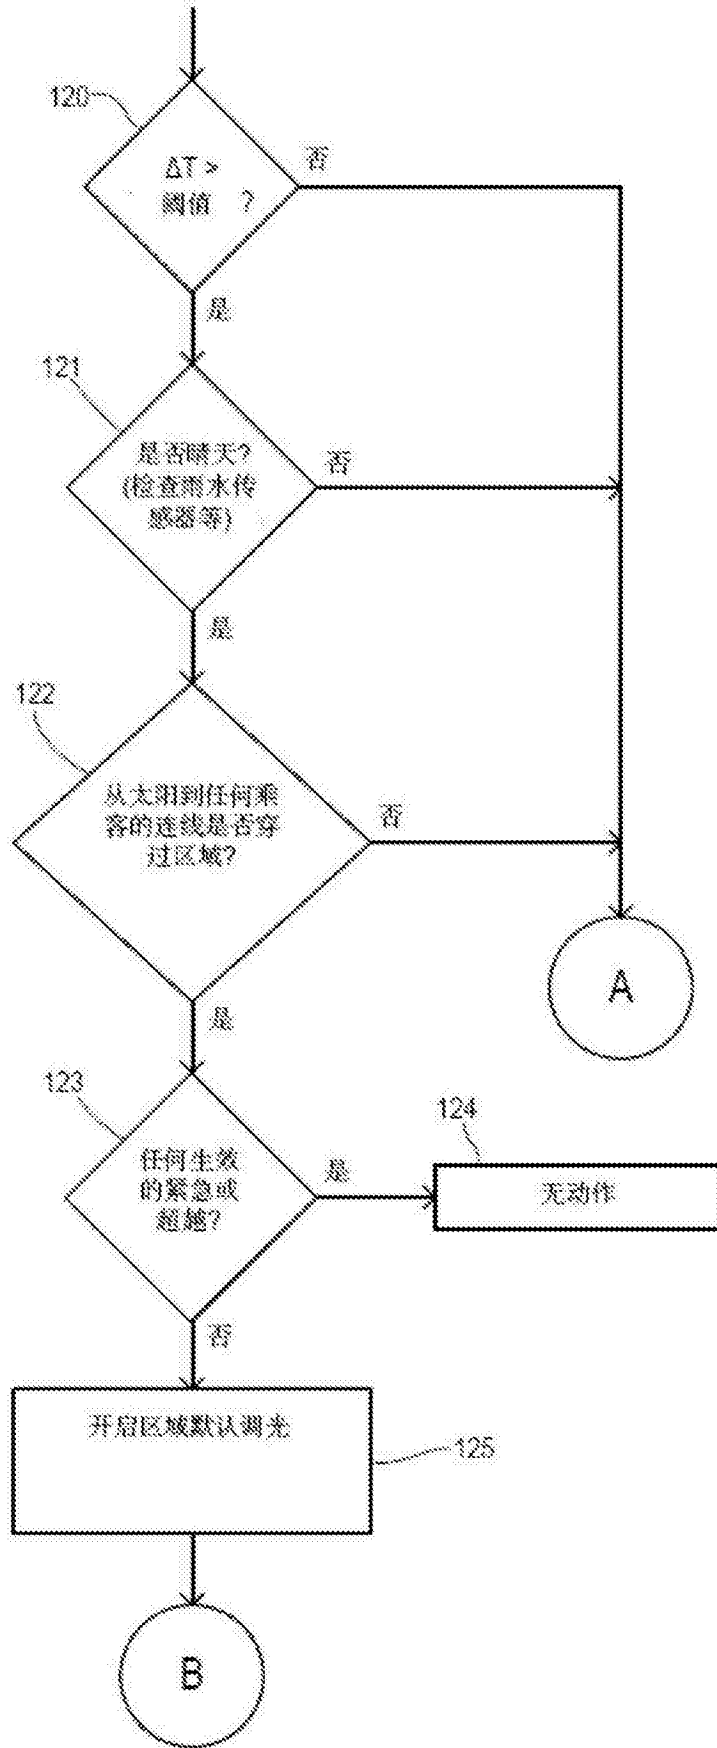 120
ΔT >
阈值 ?
否
是
121
是否晴天?
(检查雨水传
感器等)
否
是
122
从太阳到任何乘
客的连线是否穿
过区域?
否
A
是
123
任何生效
的紧急或
超越?
是
124
无动作
否
开启区域默认调光
125
B